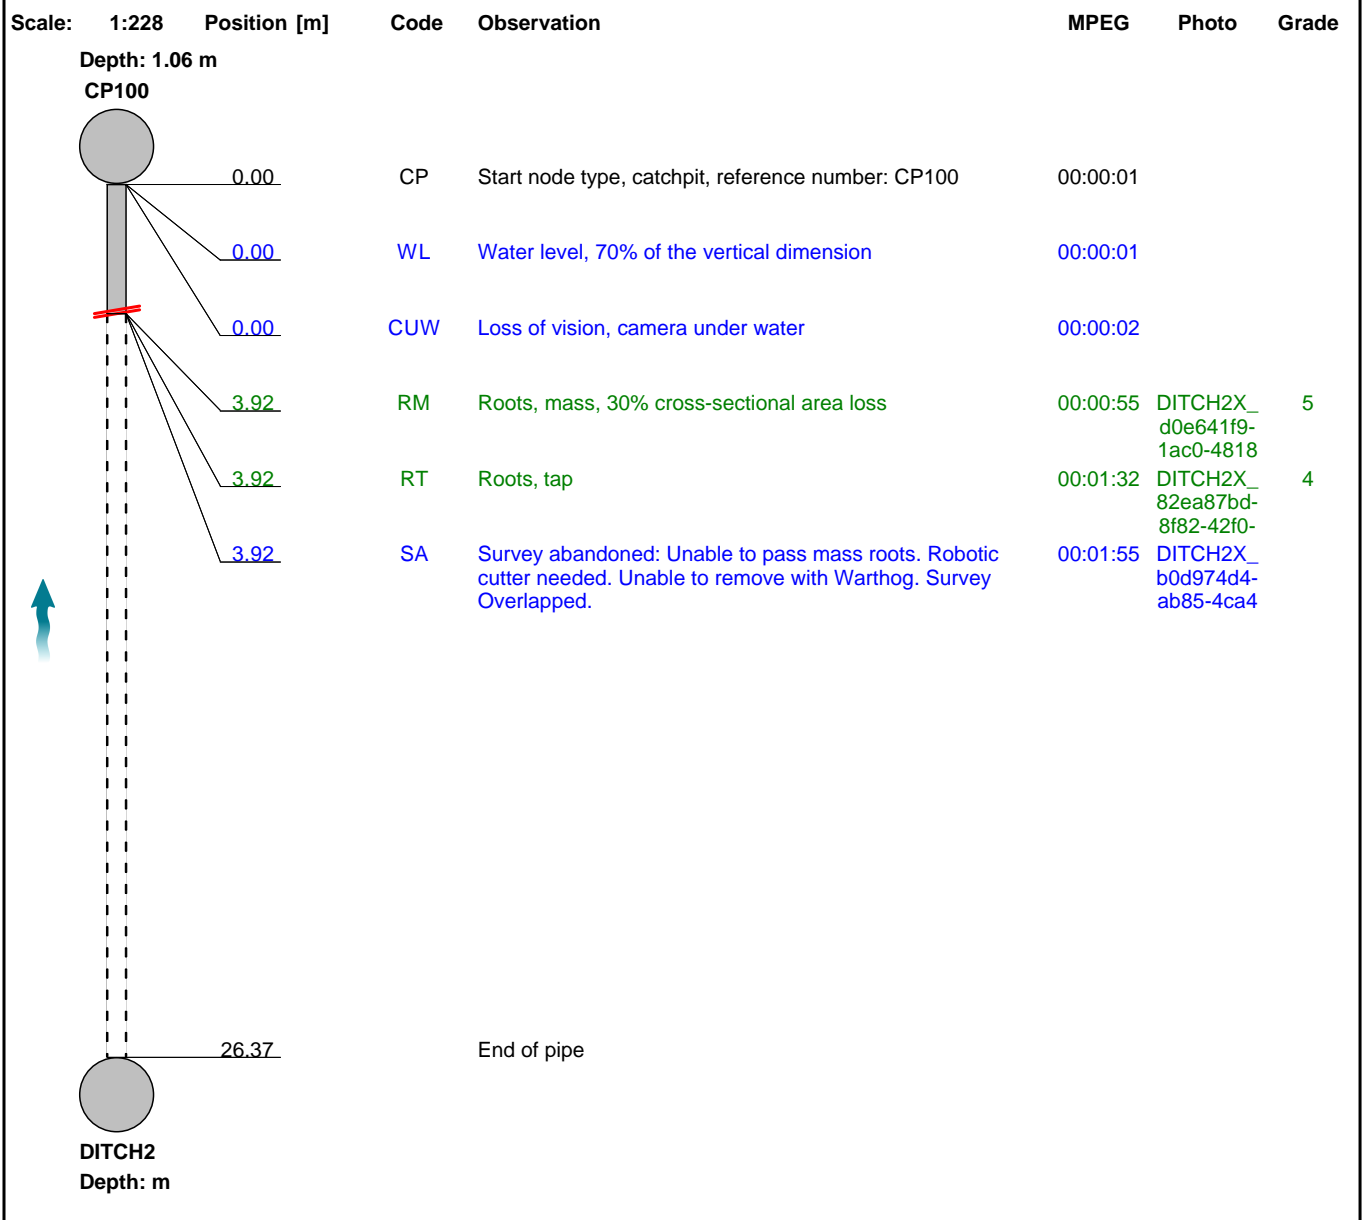 Scale: 1:228 Position [m] Code Observation MPEG Photo Grade
Depth: 1.06 m
CP100
0.00 CP Start node type, catchpit, reference number: CP100 00:00:01
0.00 WL Water level, 70% of the vertical dimension 00:00:01
0.00 CUW Loss of vision, camera under water 00:00:02
3.92 RM Roots, mass, 30% cross-sectional area loss 00:00:55 DITCH2X_ 5
d0e641f9-
1ac0-4818
3.92 RT Roots, tap 00:01:32 DITCH2X_ 4
82ea87bd-
8f82-42f0-
3.92 SA Survey abandoned: Unable to pass mass roots. Robotic 00:01:55 DITCH2X_
cutter needed. Unable to remove with Warthog. Survey b0d974d4-
Overlapped. ab85-4ca4
26.37 End of pipe
DITCH2
Depth: m